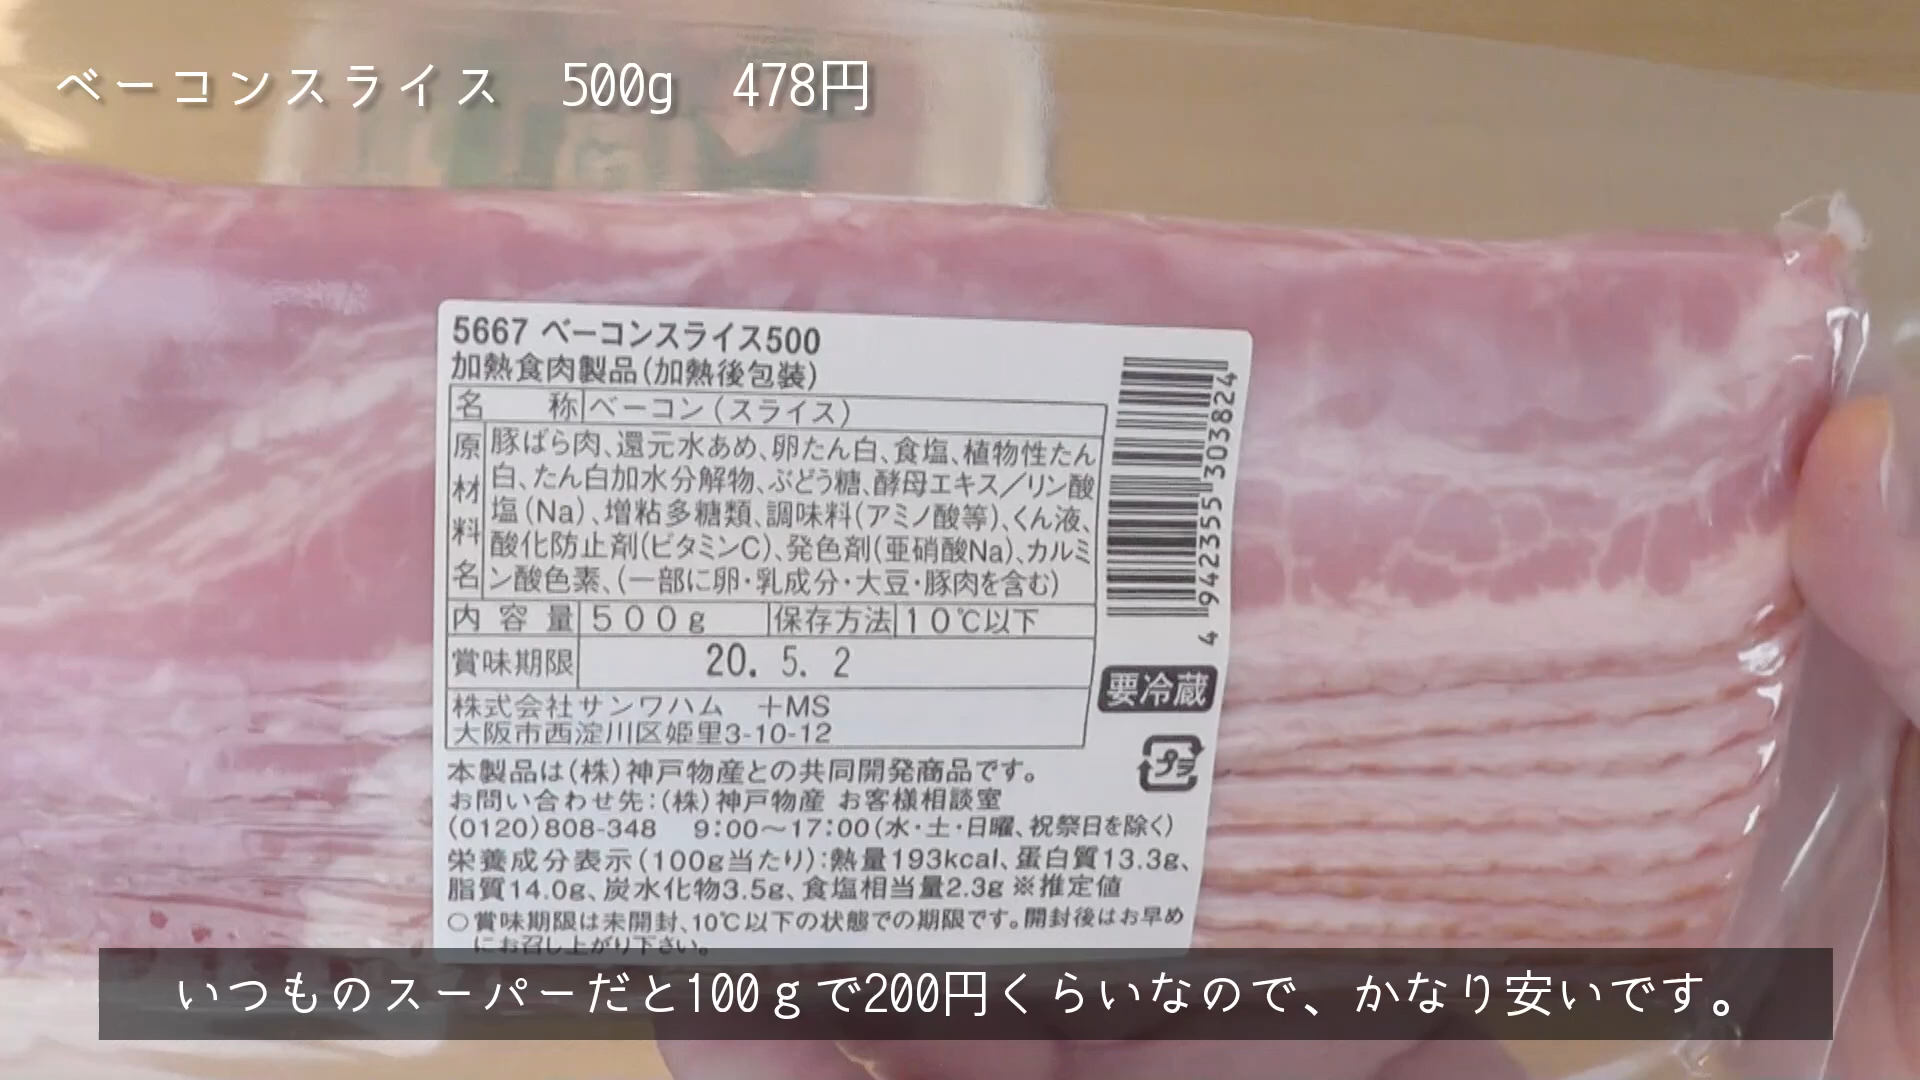 ベーコンスライス 500g 478円
5667 ベーコンスライス500
加熱食肉製品(加熱後包装)
名 称 ベーコン(スライス)
原材料名 豚ばら肉、還元水あめ、卵たん白、食塩、植物性たん
白、たん白加水分解物、ぶどう糖、酵母エキス/リン酸
塩(Na)、増粘多糖類、調味料(アミノ酸等)、くん液、
酸化防止剤(ビタミンC)、発色剤(亜硝酸Na)、カルミ
ン酸色素、(一部に卵・乳成分・大豆・豚肉を含む)
内 容 量 500g 保存方法 10℃以下
賞味期限 20. 5. 2
株式会社サンワハム +MS
大阪市西淀川区姫里3-10-12
本製品は(株)神戸物産との共同開発商品です。
お問い合わせ先:(株)神戸物産 お客様相談室
(0120)808-348 9:00〜17:00(水・土・日曜、祝祭日を除く)
栄養成分表示(100g当たり):熱量193kcal、蛋白質13.3g、
脂質14.0g、炭水化物3.5g、食塩相当量2.3g ※推定値
○賞味期限は未開封、10℃以下の状態での期限です。開封後はお早め
にお召し上がり下さい。
4 942355 303824
要冷蔵
プラ
いつものスーパーだと100gで200円くらいなので、かなり安いです。